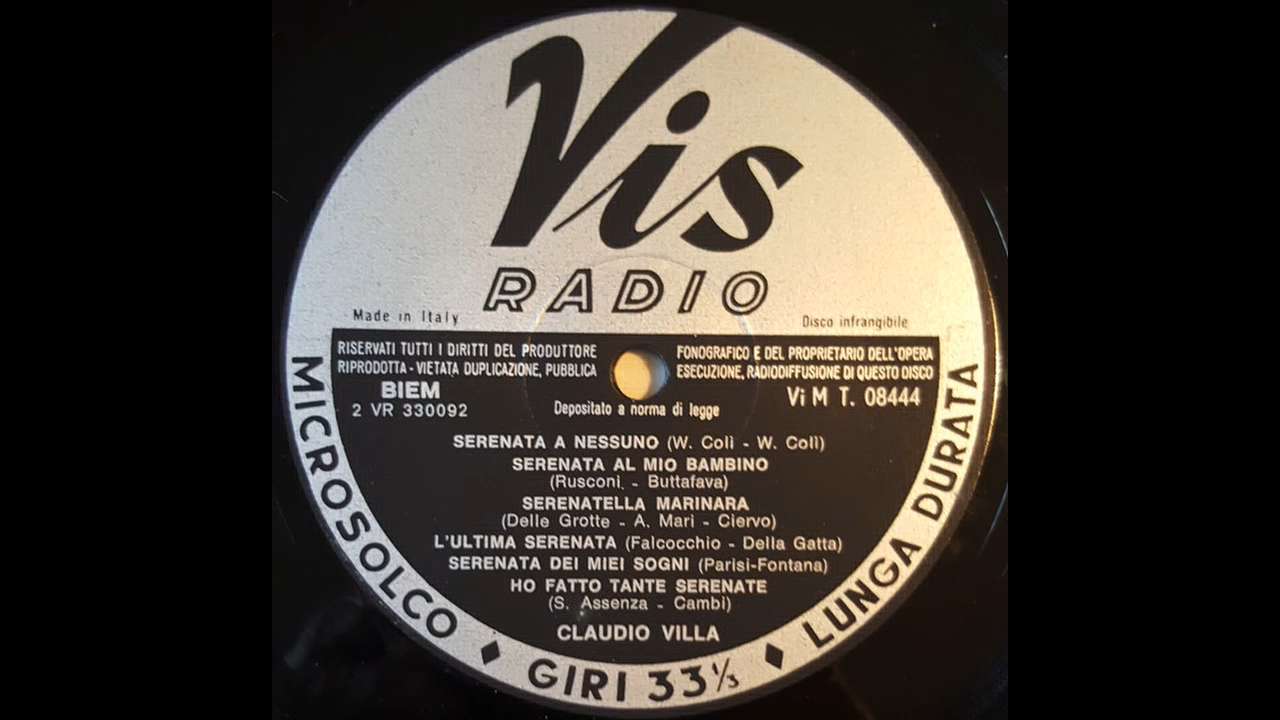 Vis
RADIO
Made in Italy
Disco infrangibile
RISERVATI TUTTI I DIRITTI DEL PRODUTTORE FONOGRAFICO E DEL PROPRIETARIO DELL'OPERA
RIPRODOTTA - VIETATA DUPLICAZIONE, PUBBLICA ESECUZIONE, RADIODIFFUSIONE DI QUESTO DISCO
BIEM
2 VR 330092
Depositato a norma di legge
Vi M T. 08444
SERENATA A NESSUNO (W. Coli - W. Coli)
SERENATA AL MIO BAMBINO
(Rusconi. - Buttafava)
SERENATELLA MARINARA
(Delle Grotte - A. Mari - Ciervo)
L'ULTIMA SERENATA (Falcocchio - Della Gatta)
SERENATA DEI MIEI SOGNI (Parisi-Fontana)
HO FATTO TANTE SERENATE
(S. Assenza - Cambi)
CLAUDIO VILLA
MICROSOLCO ♦ GIRI 33⅓ ♦ LUNGA DURATA